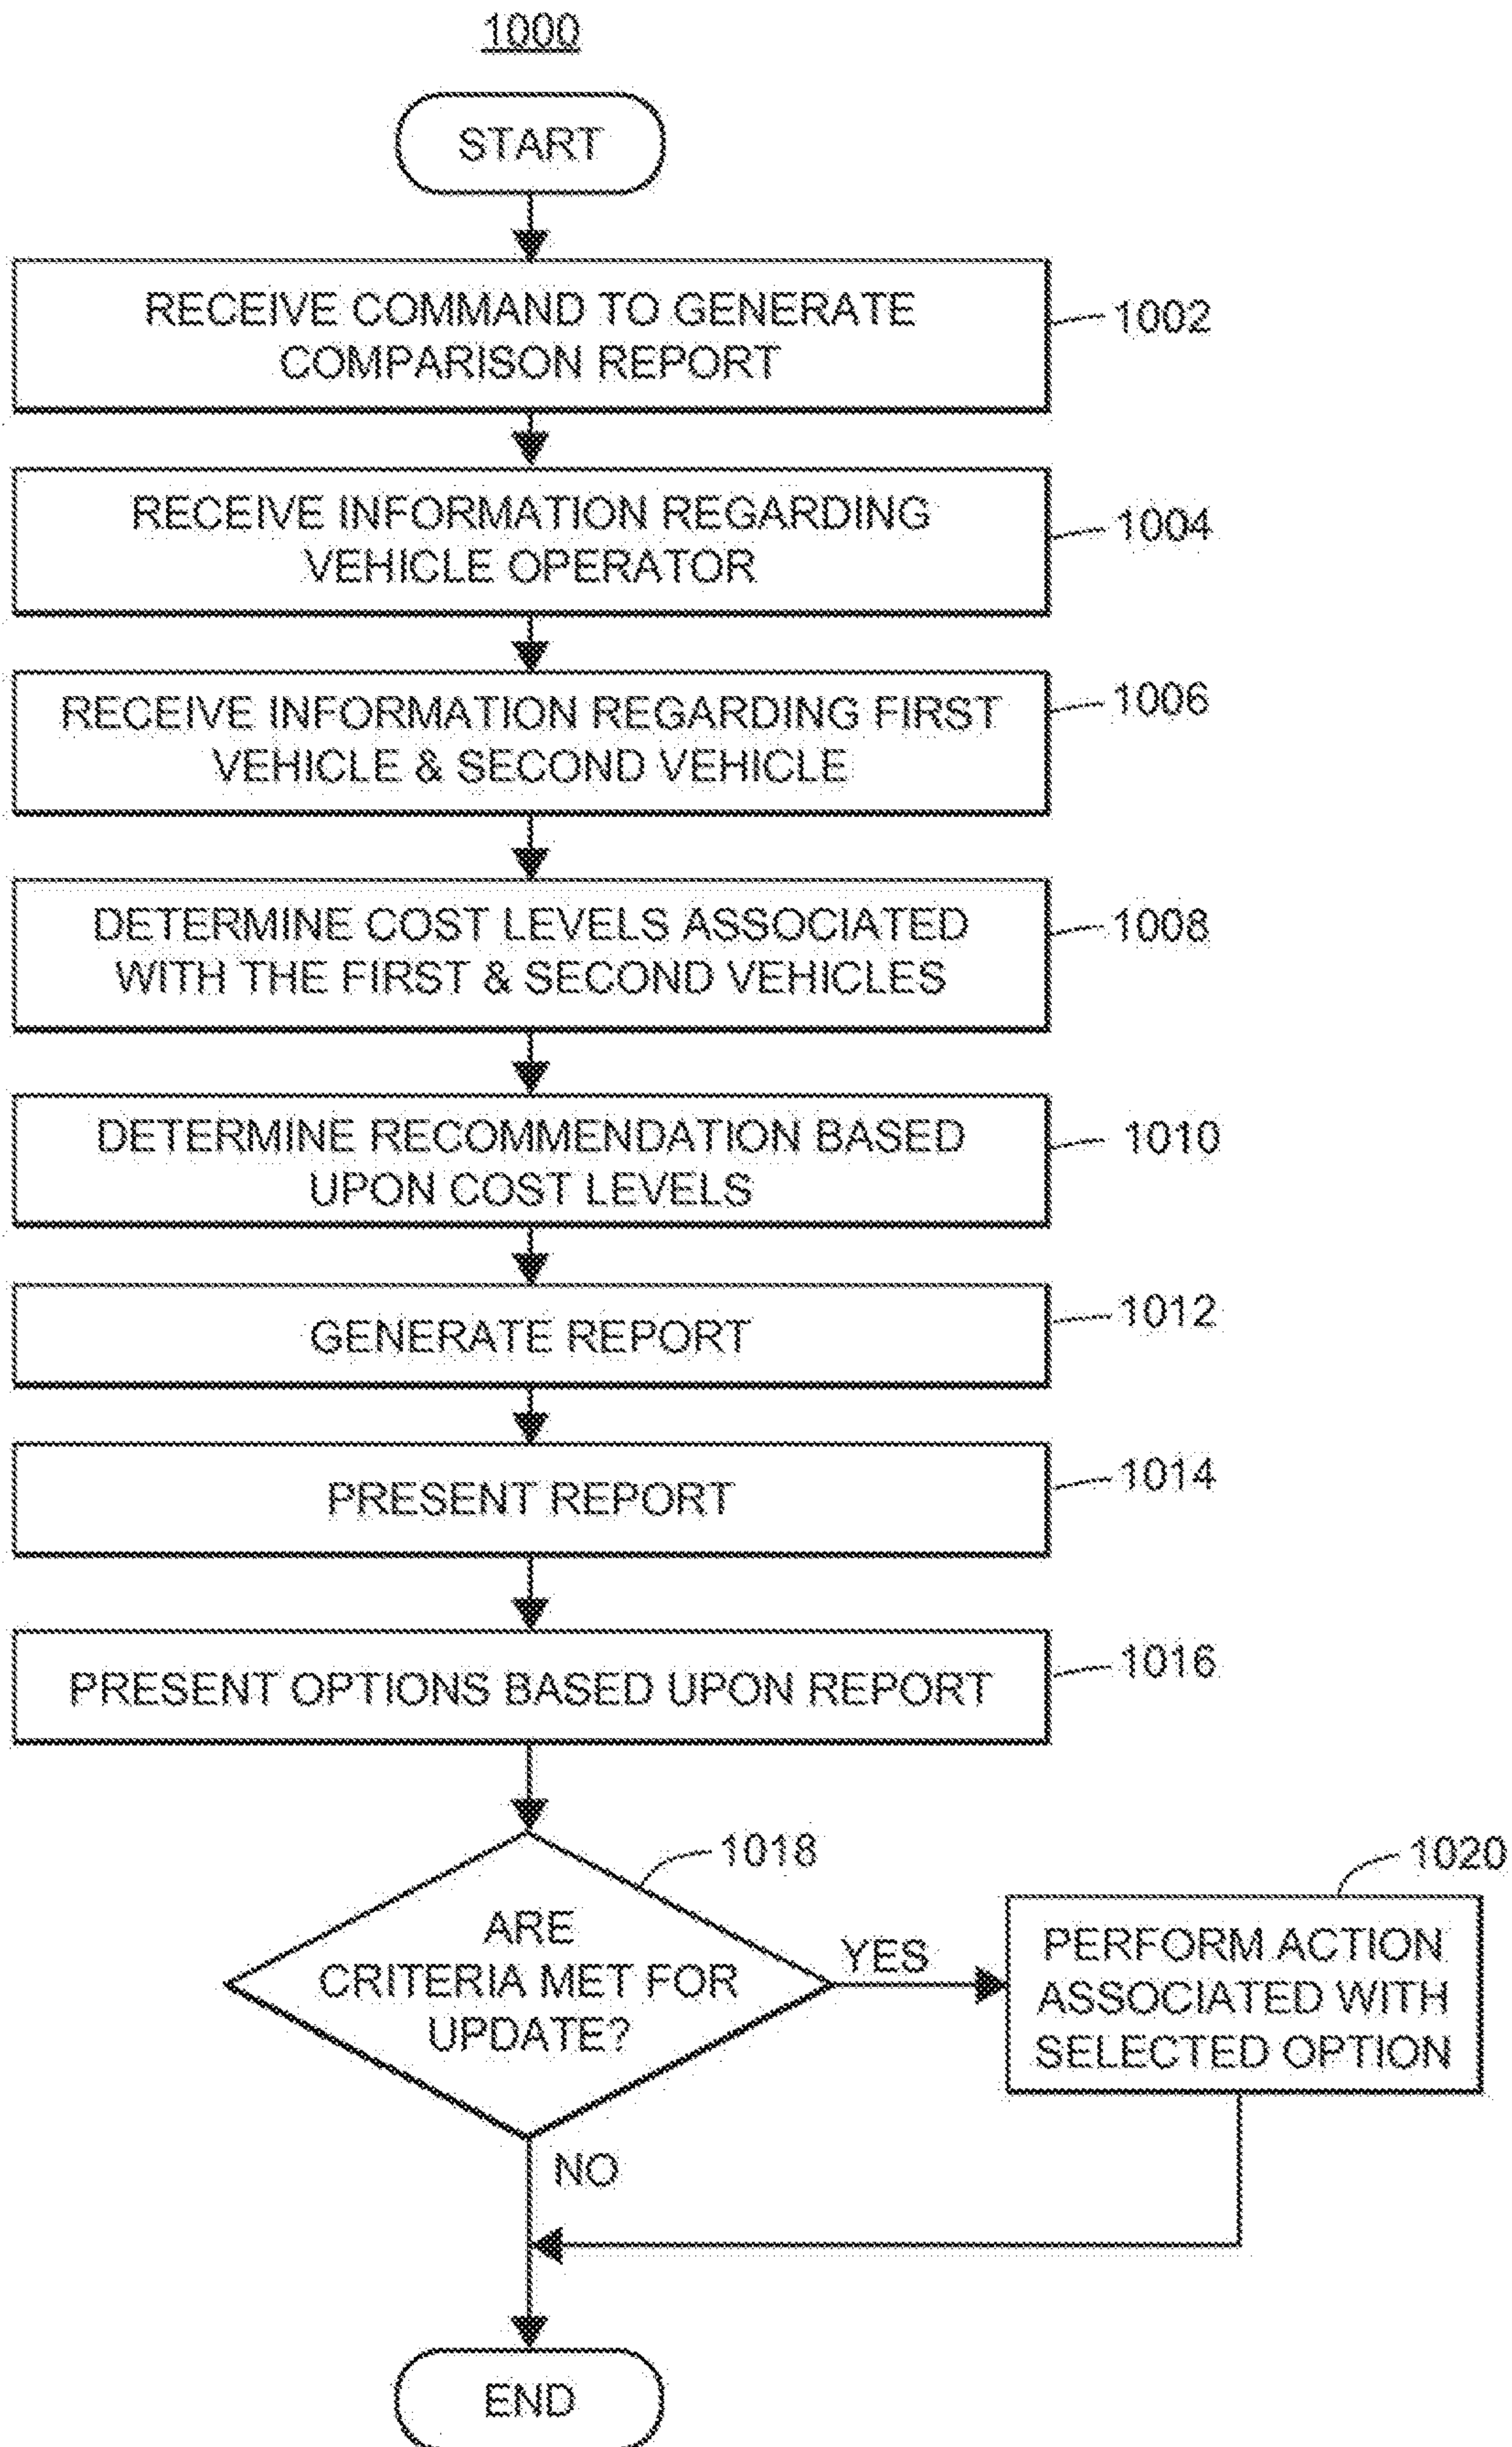 1000
START
RECEIVE COMMAND TO GENERATE
COMPARISON REPORT
1002
RECEIVE INFORMATION REGARDING
VEHICLE OPERATOR
1004
RECEIVE INFORMATION REGARDING FIRST
VEHICLE & SECOND VEHICLE
1006
DETERMINE COST LEVELS ASSOCIATED
WITH THE FIRST & SECOND VEHICLES
1008
DETERMINE RECOMMENDATION BASED
UPON COST LEVELS
1010
GENERATE REPORT
1012
PRESENT REPORT
1014
PRESENT OPTIONS BASED UPON REPORT
1016
ARE
CRITERIA MET FOR
UPDATE?
1018
YES
PERFORM ACTION
ASSOCIATED WITH
SELECTED OPTION
1020
NO
END